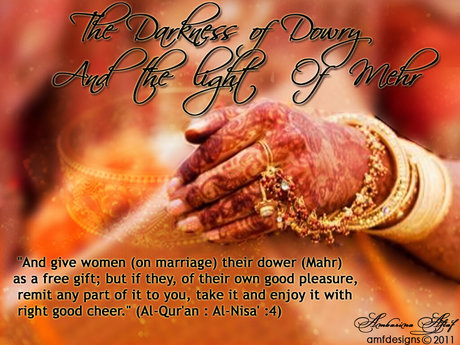 The Darkness of Dowry
And the light Of Mehr
"And give women (on marriage) their dower (Mahr)
as a free gift; but if they, of their own good pleasure,
remit any part of it to you, take it and enjoy it with
right good cheer." (Al-Qur'an : Al-Nisa' :4)
amfdesigns © 2011